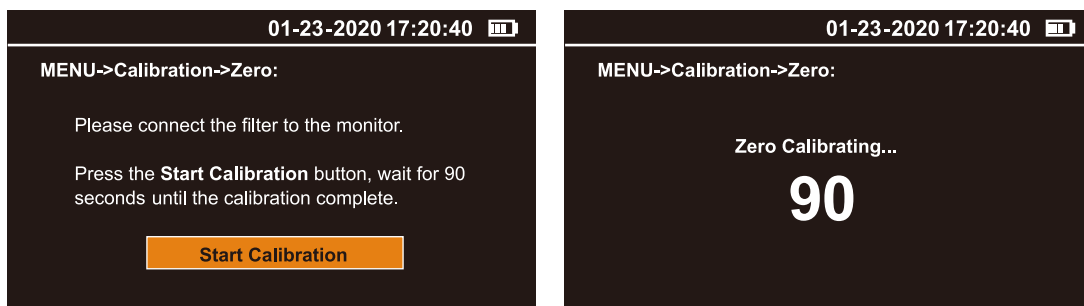 01-23-2020 17:20:40
MENU->Calibration->Zero:
Please connect the filter to the monitor.
Press the Start Calibration button, wait for 90
seconds until the calibration complete.
Start Calibration
01-23-2020 17:20:40
MENU->Calibration->Zero:
Zero Calibrating...
90